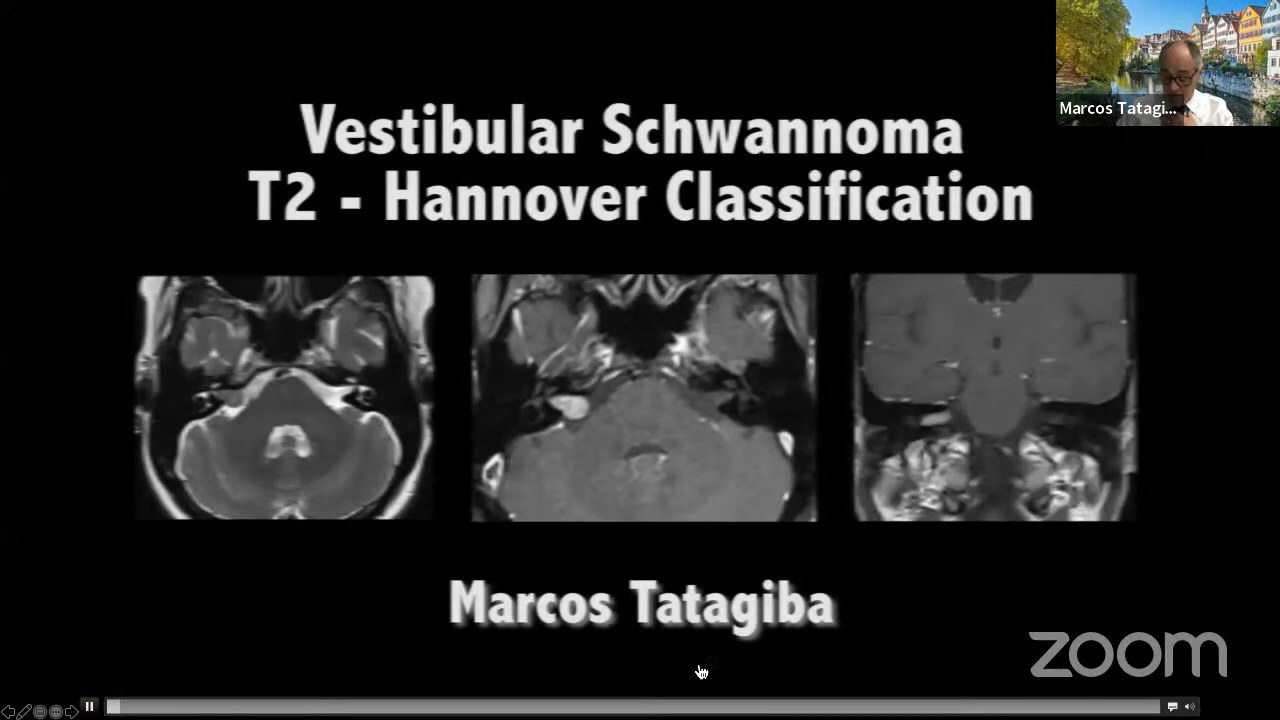 Marcos Tatagi...
Vestibular Schwannoma
T2 - Hannover Classification
Marcos Tatagiba
zoom